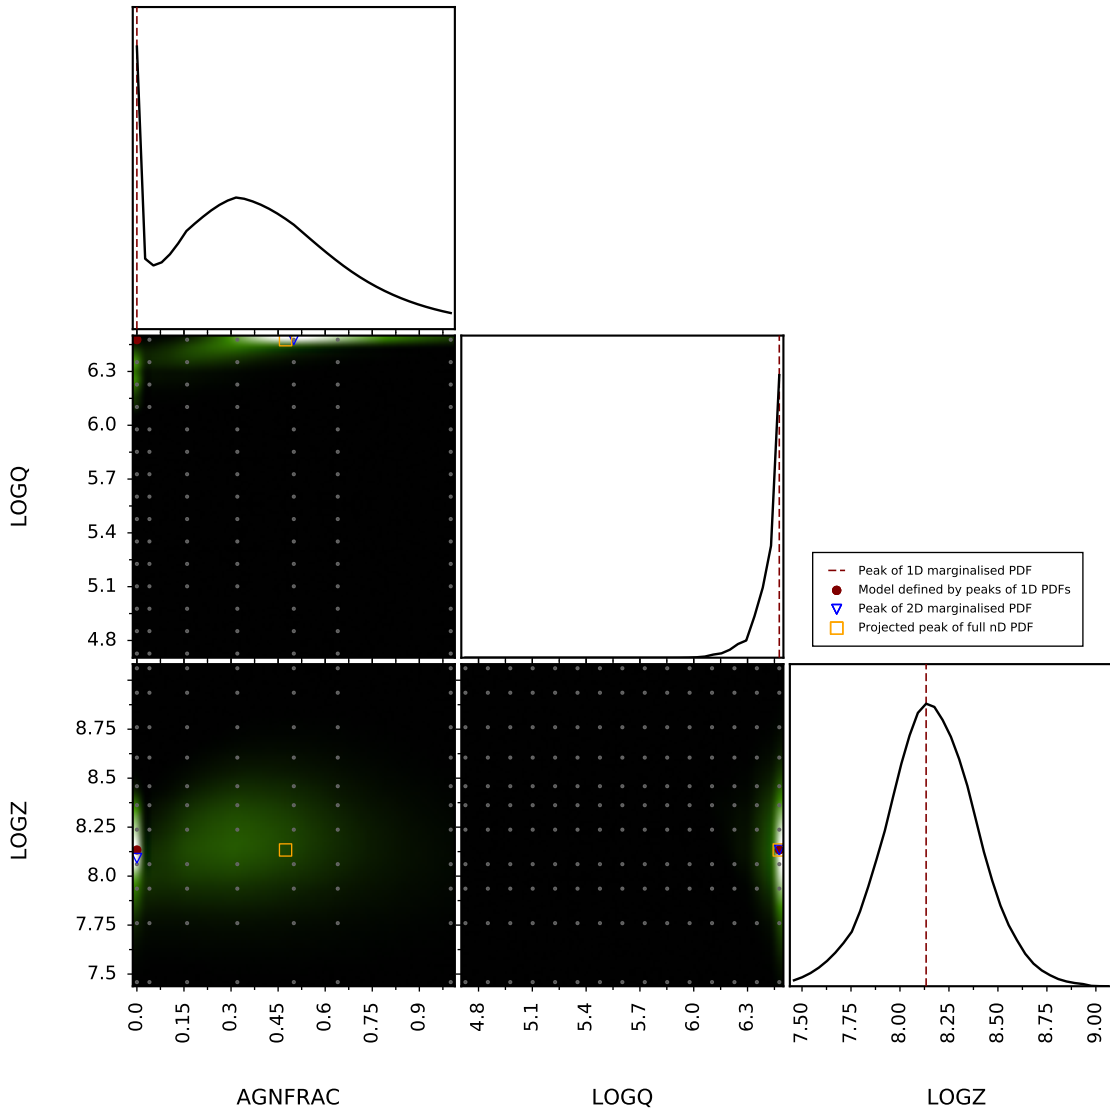 LOGQ
6.3
6.0
5.7
5.4
5.1
4.8
Peak of 1D marginalised PDF
Model defined by peaks of 1D PDFs
Peak of 2D marginalised PDF
Projected peak of full nD PDF
LOGZ
8.75
8.5
8.25
8.0
7.75
7.5
0.0 0.15 0.3 0.45 0.6 0.75 0.9
4.8 5.1 5.4 5.7 6.0 6.3
7.50 7.75 8.00 8.25 8.50 8.75 9.00
AGNFRAC
LOGQ
LOGZ